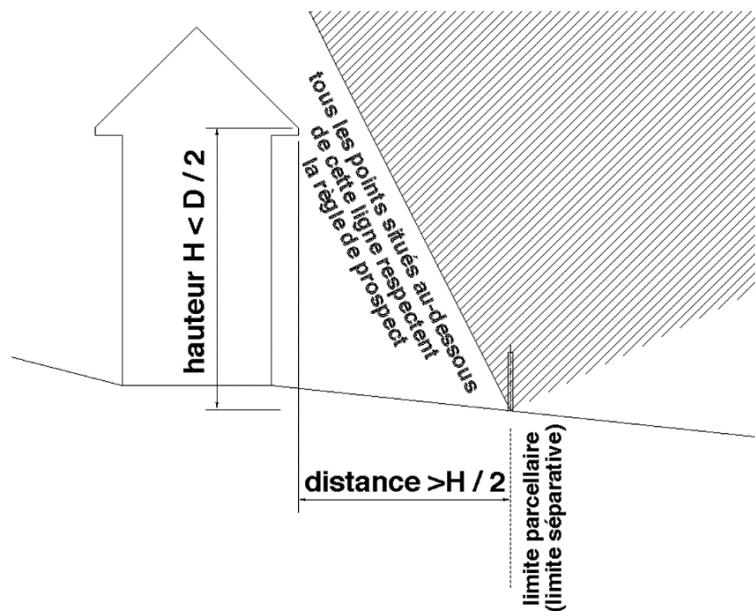 tous les points situés au-dessous
de cette ligne respectent
la règle de prospect
hauteur H < D / 2
distance >H / 2
limite parcellaire
(limite séparative)